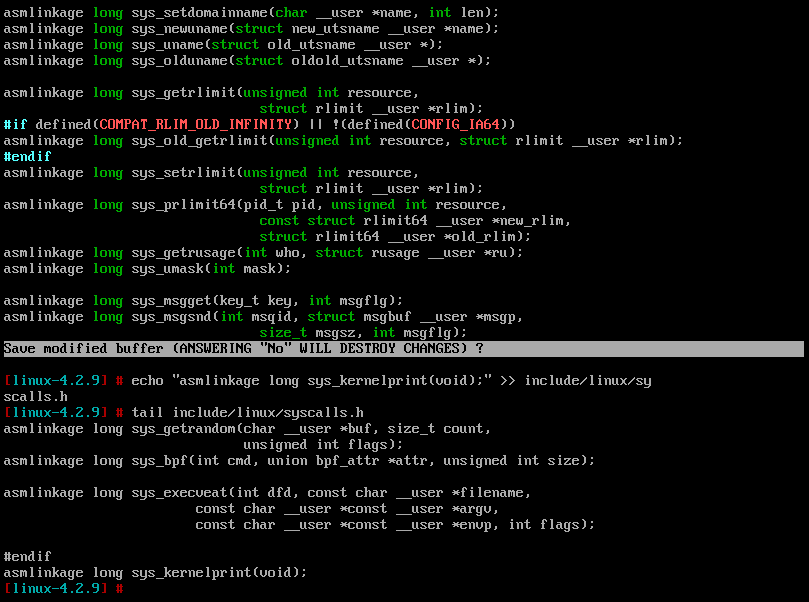 asmlinkage long sys_setdomainname(char __user *name, int len);
asmlinkage long sys_newuname(struct new_utsname __user *name);
asmlinkage long sys_uname(struct old_utsname __user *);
asmlinkage long sys_olduname(struct oldold_utsname __user *);
asmlinkage long sys_getrlimit(unsigned int resource,
struct rlimit __user *rlim);
#if defined(COMPAT_RLIM_OLD_INFINITY) || !(defined(CONFIG_IA64))
asmlinkage long sys_old_getrlimit(unsigned int resource, struct rlimit __user *rlim);
#endif
asmlinkage long sys_setrlimit(unsigned int resource,
struct rlimit __user *rlim);
asmlinkage long sys_prlimit64(pid_t pid, unsigned int resource,
const struct rlimit64 __user *new_rlim,
struct rlimit64 __user *old_rlim);
asmlinkage long sys_getrusage(int who, struct rusage __user *ru);
asmlinkage long sys_umask(int mask);
asmlinkage long sys_msgget(key_t key, int msgflg);
asmlinkage long sys_msgsnd(int msqid, struct msgbuf __user *msgp,
size_t msgsz, int msgflg);
Save modified buffer (ANSWERING "No" WILL DESTROY CHANGES) ?
[linux-4.2.9] # echo "asmlinkage long sys_kernelprint(void);" >> include/linux/sy
scalls.h
[linux-4.2.9] # tail include/linux/syscalls.h
asmlinkage long sys_getrandom(char __user *buf, size_t count,
unsigned int flags);
asmlinkage long sys_bpf(int cmd, union bpf_attr *attr, unsigned int size);
asmlinkage long sys_execveat(int dfd, const char __user *filename,
const char __user *const __user *argv,
const char __user *const __user *envp, int flags);
#endif
asmlinkage long sys_kernelprint(void);
[linux-4.2.9] #